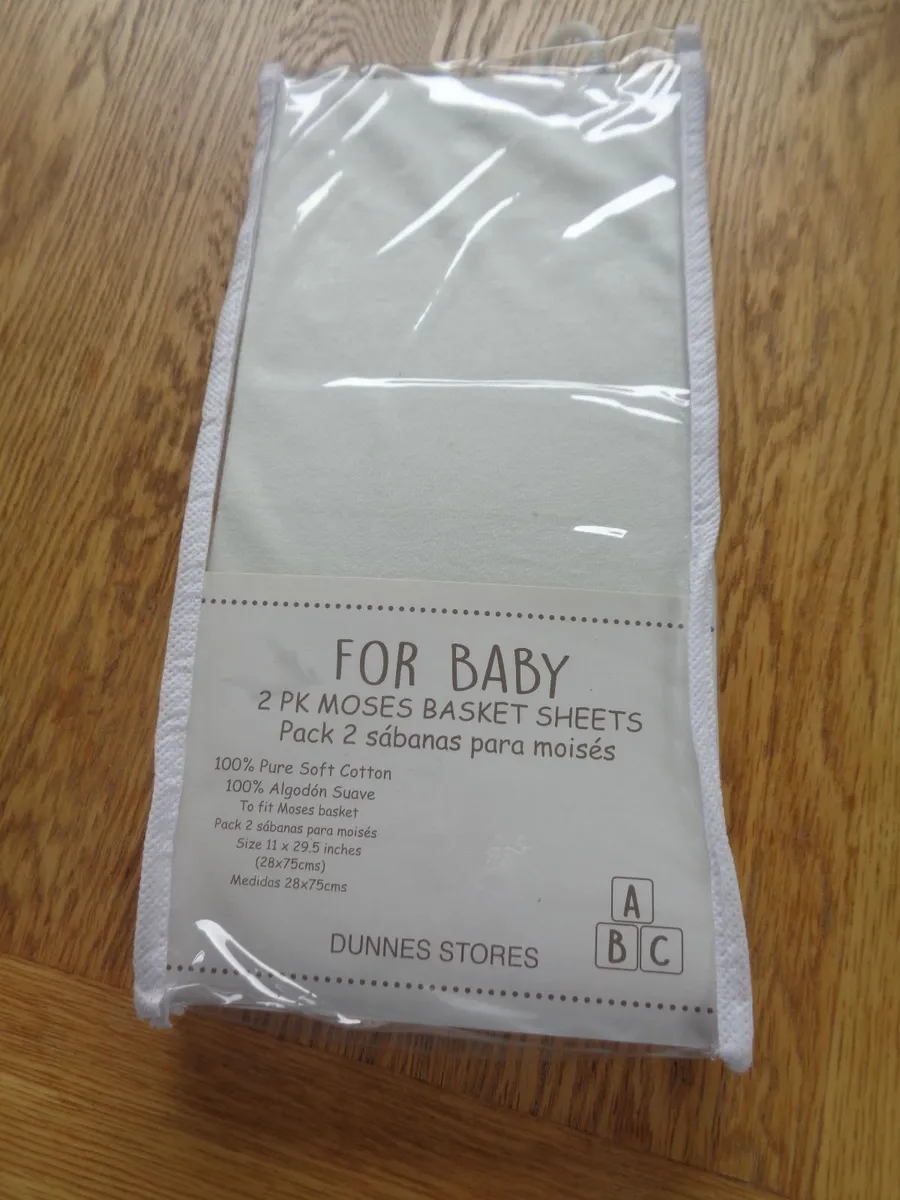 FOR BABY
2 PK MOSES BASKET SHEETS
Pack 2 sábanas para moisés
100% Pure Soft Cotton
100% Algodón Suave
To fit Moses basket
Pack 2 sábanas para moisés
Size 11 x 29.5 inches
(28x75cms)
Medidas 28x75cms
A
B C
DUNNES STORES